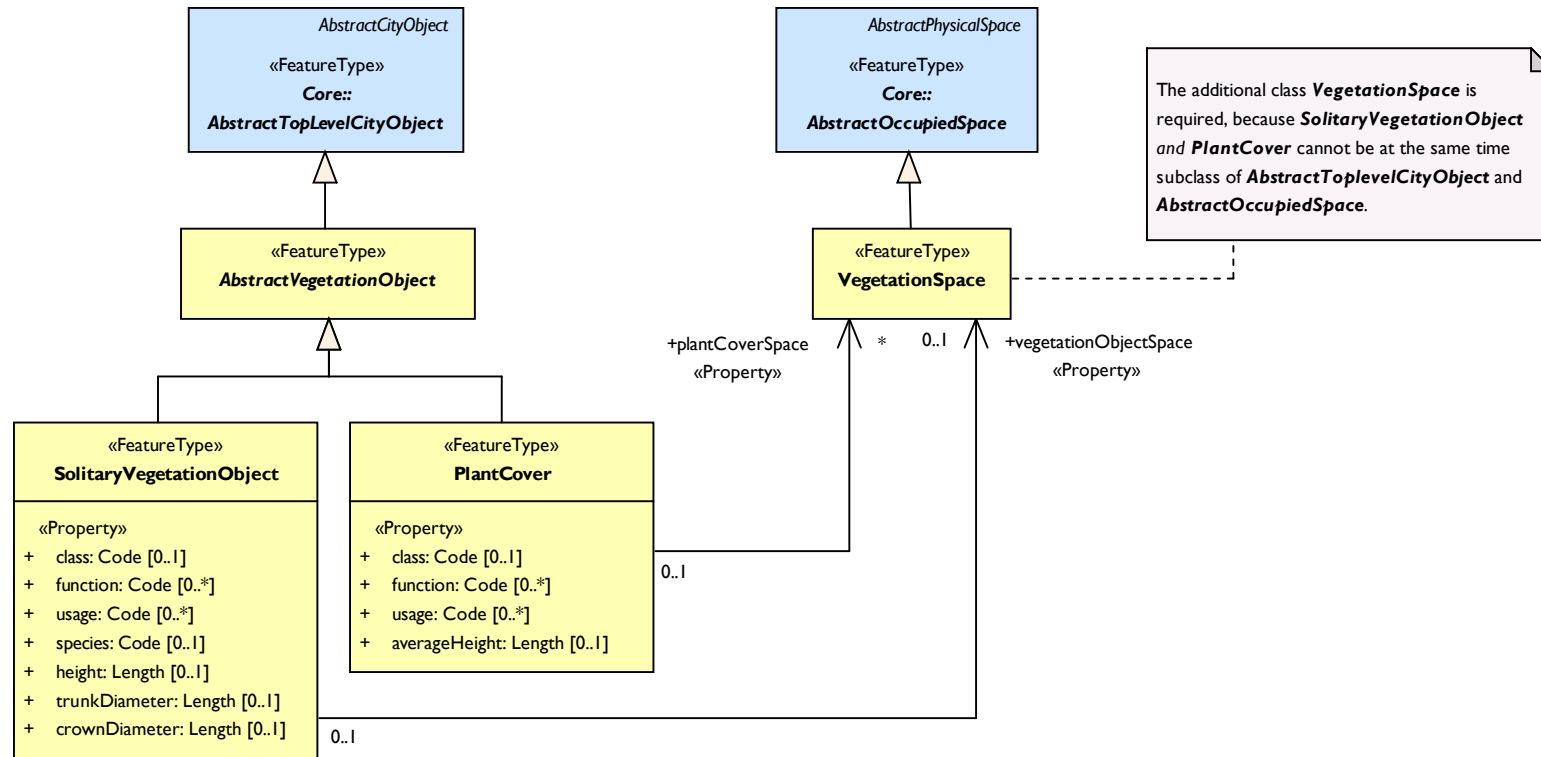 AbstractCityObject
«FeatureType»
Core::
AbstractTopLevelCityObject
AbstractPhysicalSpace
«FeatureType»
Core::
AbstractOccupiedSpace
The additional class VegetationSpace is
required, because SolitaryVegetationObject
and PlantCover cannot be at the same time
subclass of AbstractToplevelCityObject and
AbstractOccupiedSpace.
«FeatureType»
AbstractVegetationObject
«FeatureType»
VegetationSpace
+plantCoverSpace
«Property»
*
0..1
+vegetationObjectSpace
«Property»
«FeatureType»
SolitaryVegetationObject
«Property»
+ class: Code [0..1]
+ function: Code [0..*]
+ usage: Code [0..*]
+ species: Code [0..1]
+ height: Length [0..1]
+ trunkDiameter: Length [0..1]
+ crownDiameter: Length [0..1]
0..1
«FeatureType»
PlantCover
«Property»
+ class: Code [0..1]
+ function: Code [0..*]
+ usage: Code [0..*]
+ averageHeight: Length [0..1]
0..1